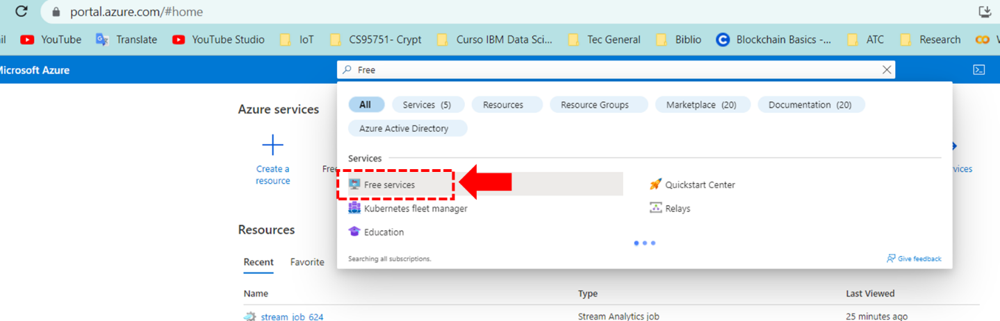 portal.azure.com/#home
YouTube Translate YouTube Studio IoT CS95751- Crypt Curso IBM Data Sci... Tec General Biblio Blockchain Basics -... ATC Research
Microsoft Azure
Free
All Services (5) Resources Resource Groups Marketplace (20) Documentation (20)
Azure Active Directory
Azure services
Create a resource
Services
Free services
Quickstart Center
Kubernetes fleet manager
Relays
Education
Searching all subscriptions.
Give feedback
Resources
Recent Favorite
Name Type Last Viewed
stream_job_624 Stream Analytics job 25 minutes ago